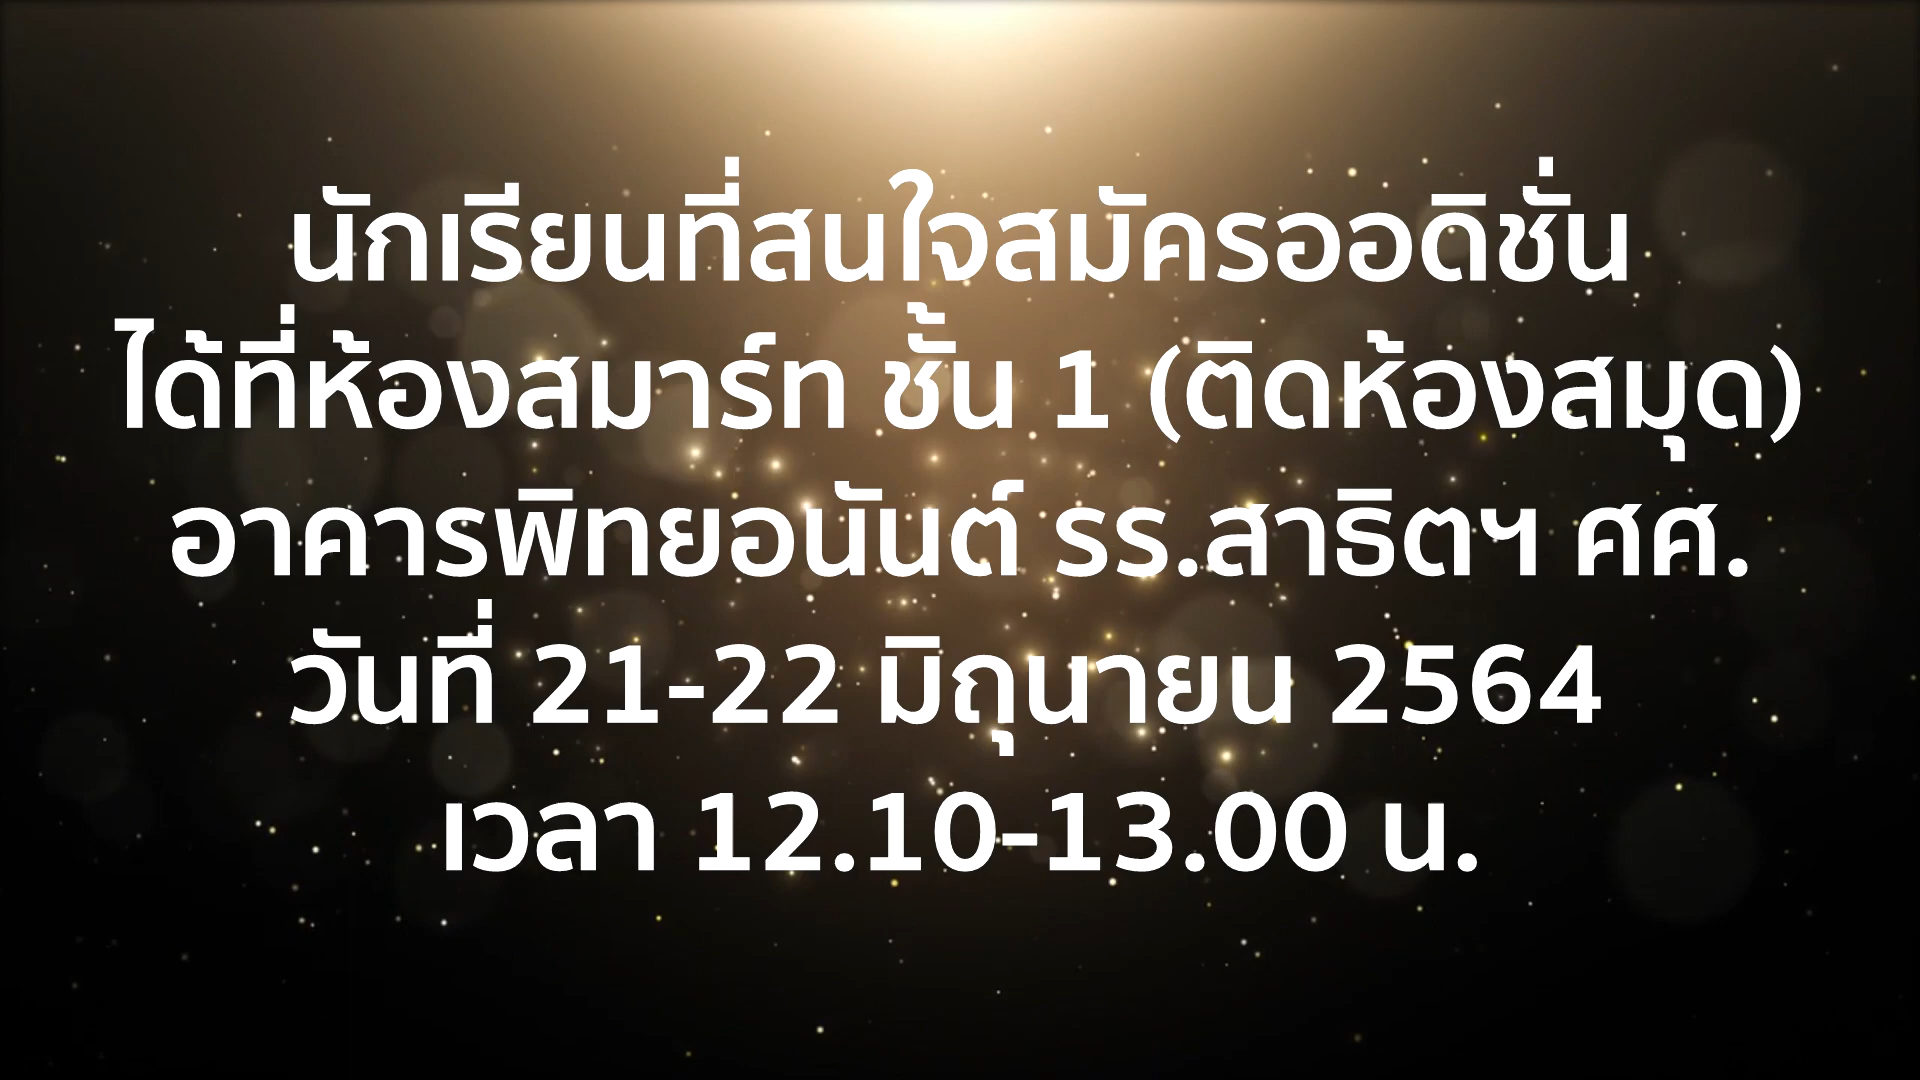 นักเรียนที่สนใจสมัครออดิชั่น
ได้ที่ห้องสมาร์ท ชั้น 1 (ติดห้องสมุด)
อาคารพิทยอนันต์ รร.สาธิตฯ ศศ.
วันที่ 21-22 มิถุนายน 2564
เวลา 12.10-13.00 น.